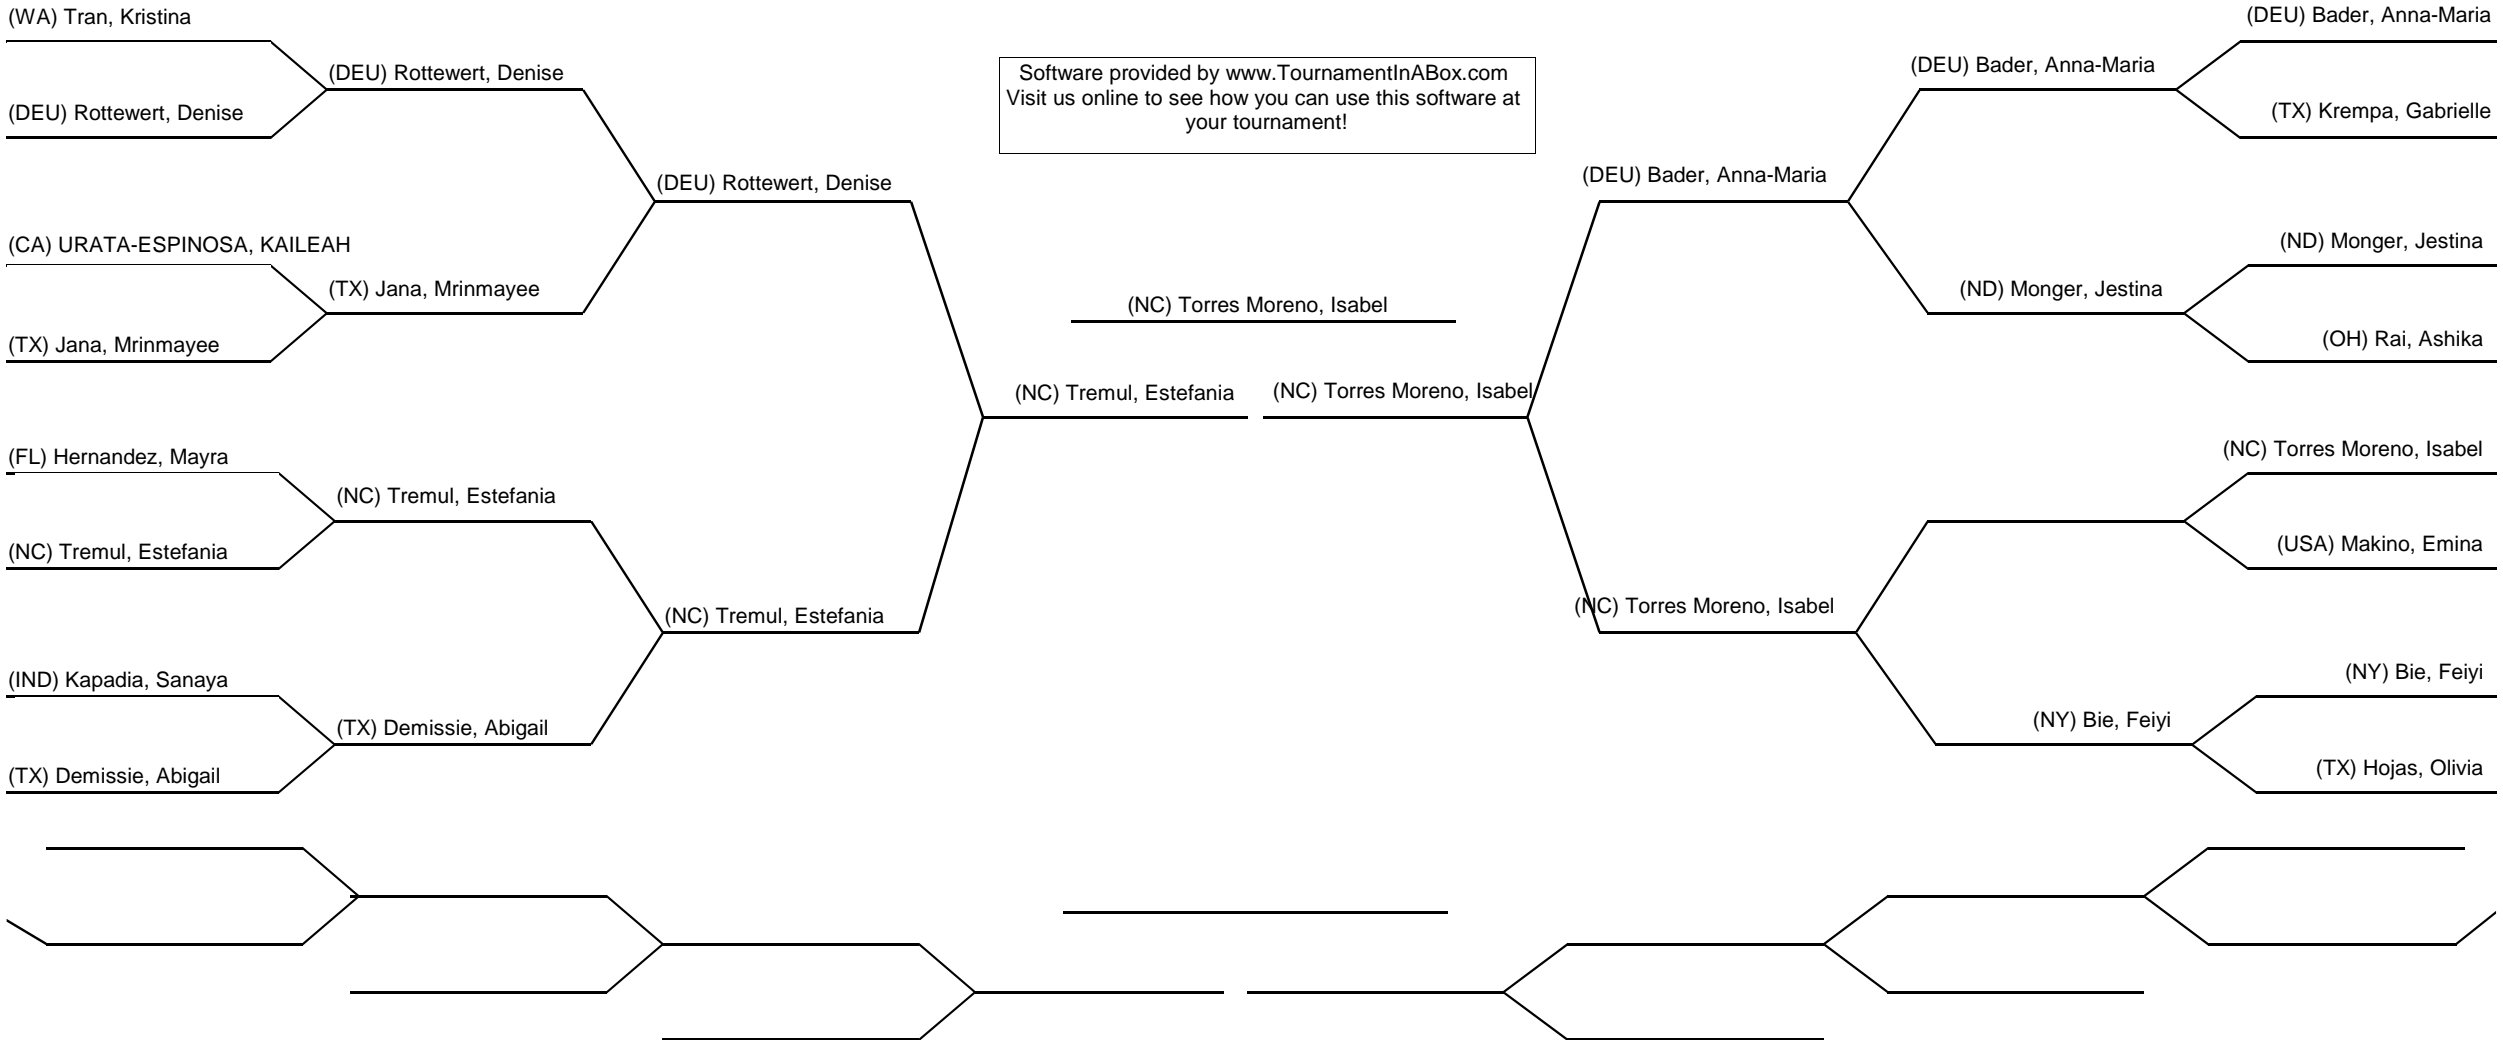 (WA) Tran, Kristina
(DEU) Rottewert, Denise
(CA) URATA-ESPINOSA, KAILEAH
(TX) Jana, Mrinmayee
(FL) Hernandez, Mayra
(NC) Tremul, Estefania
(IND) Kapadia, Sanaya
(TX) Demissie, Abigail
(DEU) Rottewert, Denise
(TX) Jana, Mrinmayee
(NC) Tremul, Estefania
(TX) Demissie, Abigail
(DEU) Rottewert, Denise
(NC) Tremul, Estefania
Software provided by www.TournamentInABox.com
Visit us online to see how you can use this software at
your tournament!
(NC) Torres Moreno, Isabel
(NC) Tremul, Estefania
(NC) Torres Moreno, Isabel
(DEU) Bader, Anna-Maria
(NC) Torres Moreno, Isabel
(DEU) Bader, Anna-Maria
(ND) Monger, Jestina
(NY) Bie, Feiyi
(DEU) Bader, Anna-Maria
(TX) Krempa, Gabrielle
(ND) Monger, Jestina
(OH) Rai, Ashika
(NC) Torres Moreno, Isabel
(USA) Makino, Emina
(NY) Bie, Feiyi
(TX) Hojas, Olivia